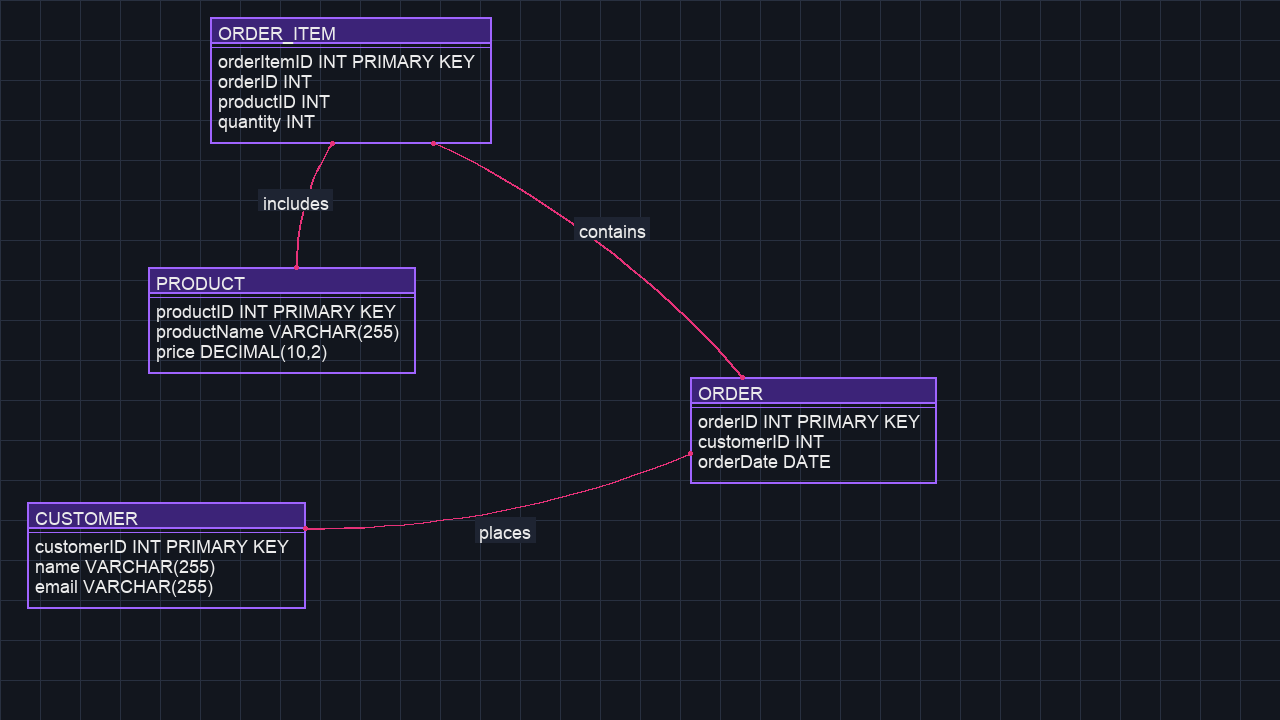 ORDER_ITEM
orderItemID INT PRIMARY KEY
orderID INT
productID INT
quantity INT
includes
contains
PRODUCT
productID INT PRIMARY KEY
productName VARCHAR(255)
price DECIMAL(10,2)
ORDER
orderID INT PRIMARY KEY
customerID INT
orderDate DATE
places
CUSTOMER
customerID INT PRIMARY KEY
name VARCHAR(255)
email VARCHAR(255)